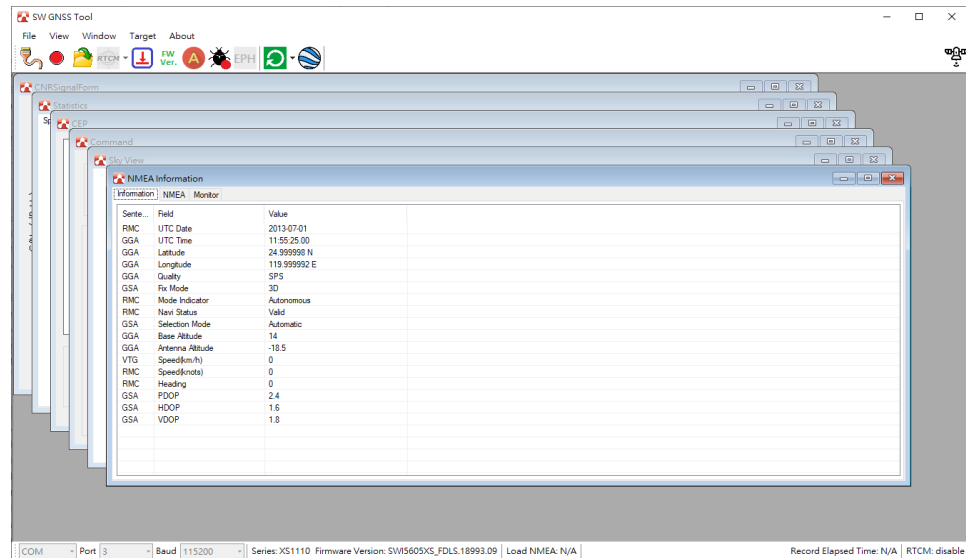 SW GNSS Tool
File View Window Target About
RTCM FW Ver. A EPH
CNRSignalForm
Statistics
CEP
Command
Sky View
NMEA Information
Information NMEA Monitor
Sente... Field Value
RMC UTC Date 2013-07-01
GGA UTC Time 11:55:25.00
GGA Latitude 24.999998 N
GGA Longitude 119.999992 E
GGA Quality SPS
GSA Fix Mode 3D
RMC Mode Indicator Autonomous
RMC Navi Status Valid
GSA Selection Mode Automatic
GGA Base Altitude 14
GGA Antenna Altitude -18.5
VTG Speed(km/h) 0
RMC Speed(knots) 0
RMC Heading 0
GSA PDOP 2.4
GSA HDOP 1.6
GSA VDOP 1.8
COM Port 3 Baud 115200 Series: XS1110 Firmware Version: SWI5605XS_FDLS.18993.09 Load NMEA: N/A Record Elapsed Time: N/A RTCM: disable